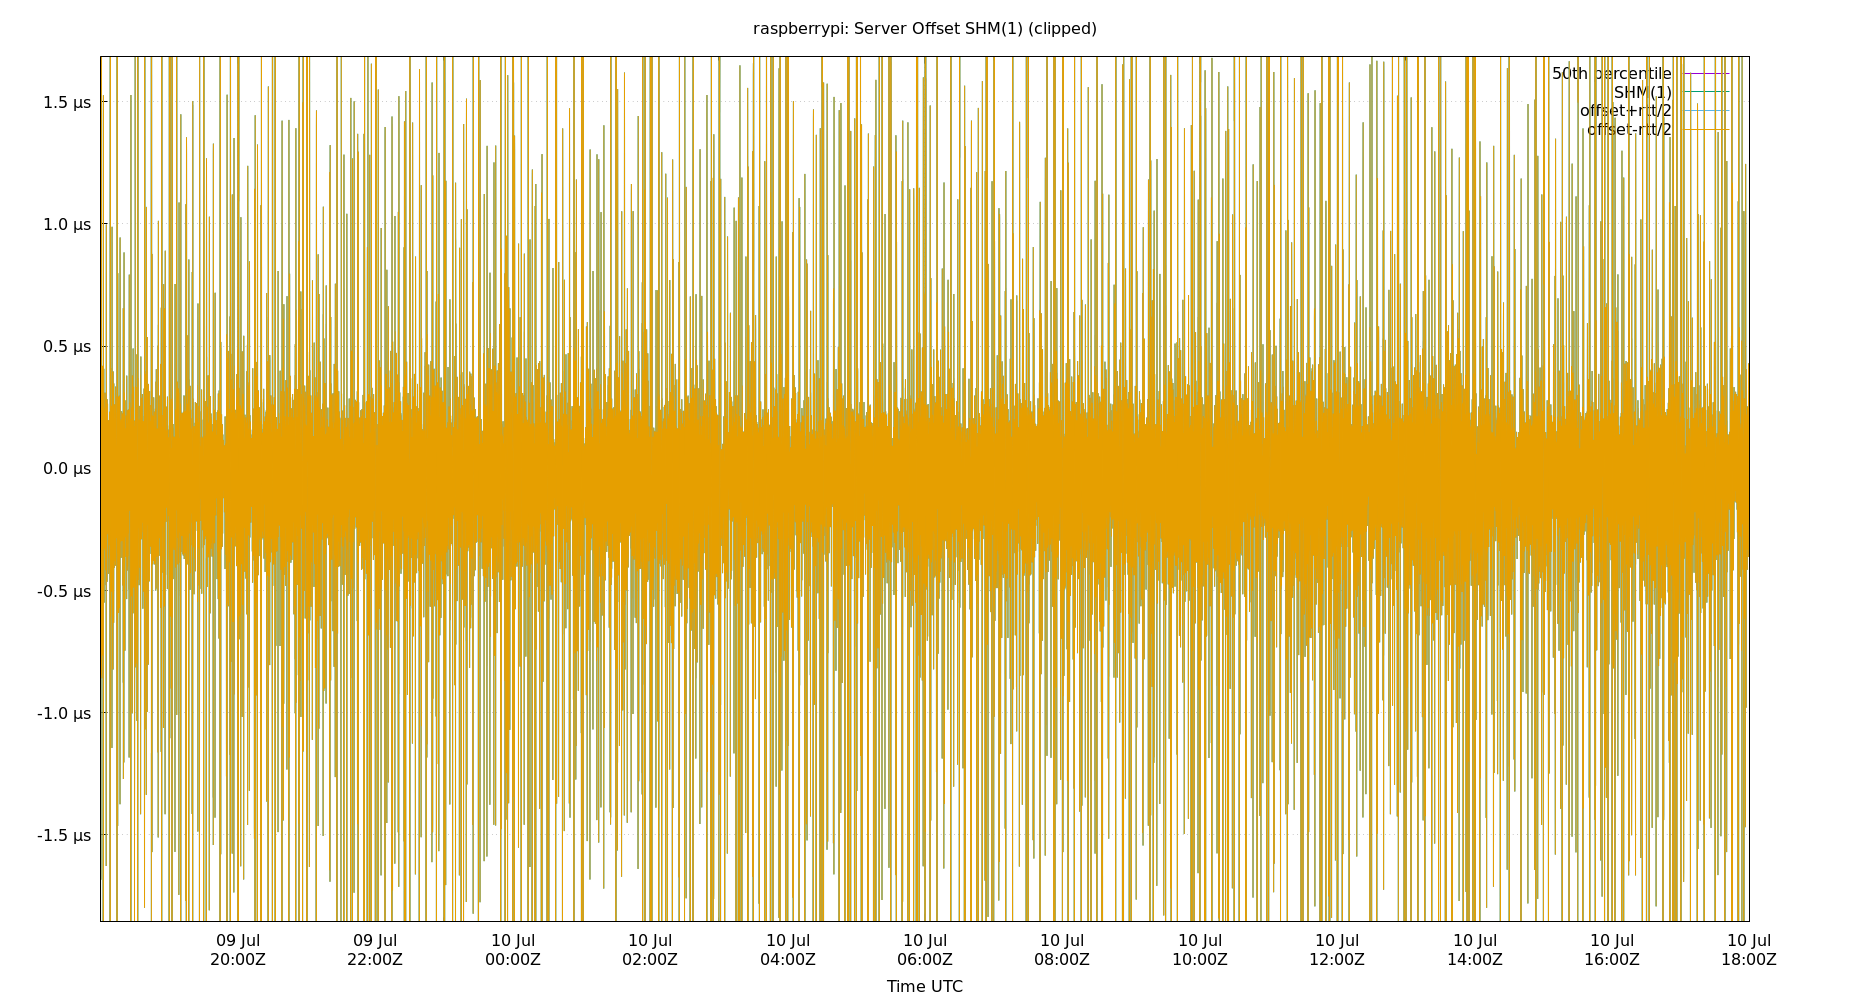 raspberrypi: Server Offset SHM(1) (clipped)
50th percentile
SHM(1)
offset+rtt/2
offset-rtt/2
1.5 µs
1.0 µs
0.5 µs
0.0 µs
-0.5 µs
-1.0 µs
-1.5 µs
09 Jul 09 Jul 10 Jul 10 Jul 10 Jul 10 Jul 10 Jul 10 Jul 10 Jul 10 Jul 10 Jul 10 Jul
20:00Z 22:00Z 00:00Z 02:00Z 04:00Z 06:00Z 08:00Z 10:00Z 12:00Z 14:00Z 16:00Z 18:00Z
Time UTC